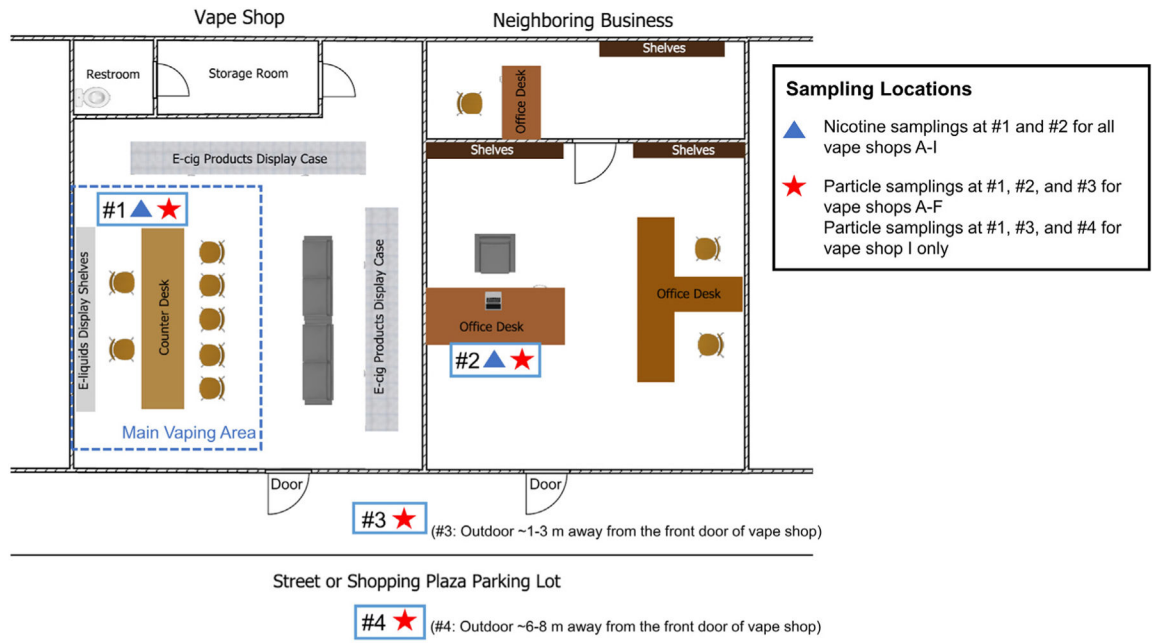 Vape Shop
Neighboring Business
Restroom
Storage Room
E-cig Products Display Case
#1
E-liquids Display Shelves
Counter Desk
E-cig Products Display Case
Main Vaping Area
Door
Shelves
Office Desk
Shelves
Shelves
Office Desk
#2
Office Desk
Door
#3
(#3: Outdoor ~1-3 m away from the front door of vape shop)
Street or Shopping Plaza Parking Lot
#4
(#4: Outdoor ~6-8 m away from the front door of vape shop)
Sampling Locations
Nicotine samplings at #1 and #2 for all
vape shops A-I
Particle samplings at #1, #2, and #3 for
vape shops A-F
Particle samplings at #1, #3, and #4 for
vape shop I only